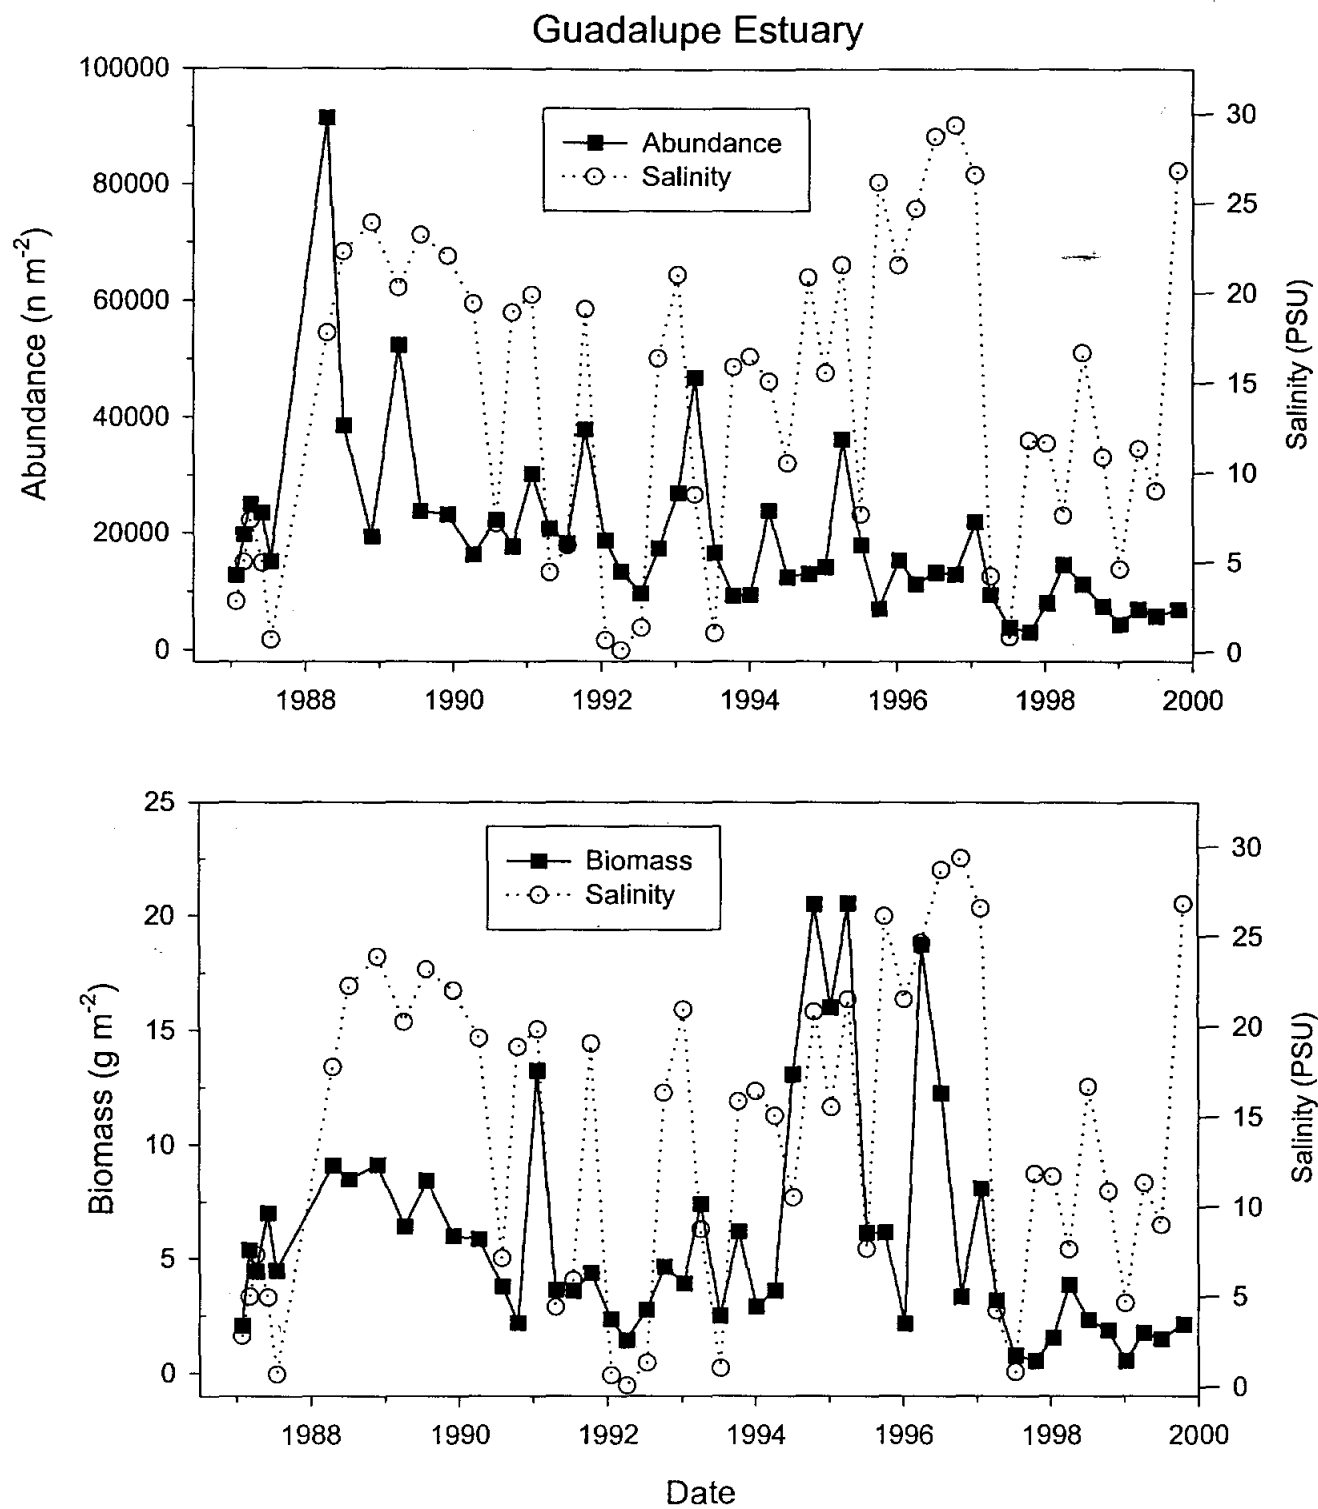 Guadalupe Estuary
100000
80000
60000
40000
20000
0
Abundance (n m-2)
Abundance
Salinity
30
25
20
15
10
5
0
Salinity (PSU)
1988 1990 1992 1994 1996 1998 2000
25
20
15
10
5
0
Biomass (g m-2)
Biomass
Salinity
30
25
20
15
10
5
0
Salinity (PSU)
1988 1990 1992 1994 1996 1998 2000
Date